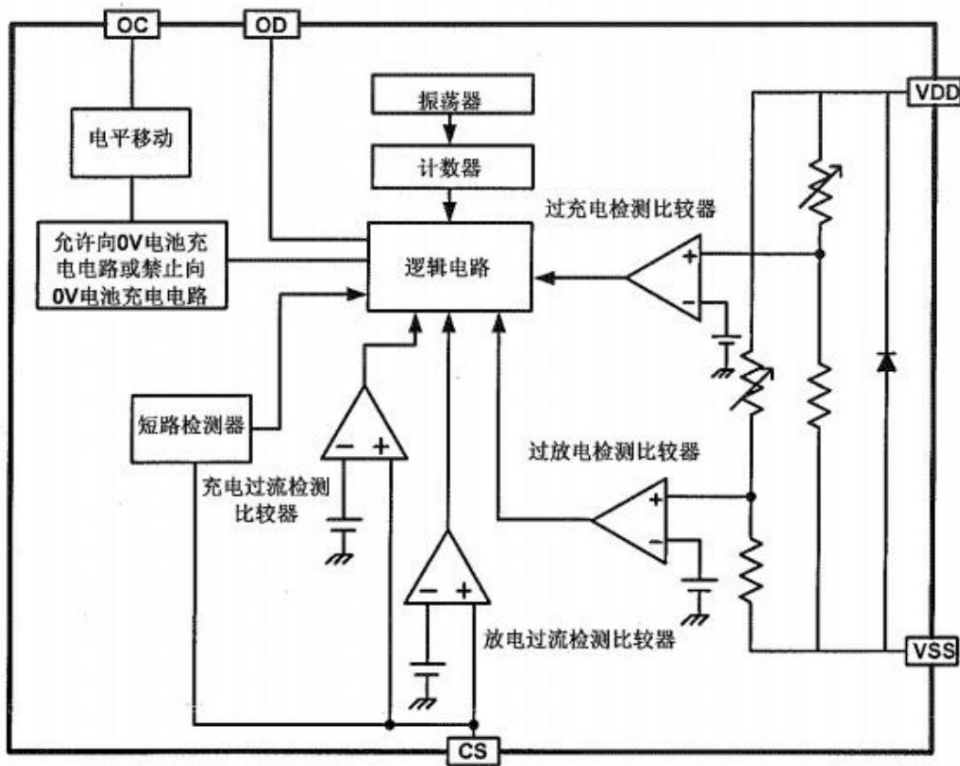 OC
OD
振荡器
VDD
电平移动
计数器
过充电检测比较器
允许向0V电池充
电电路或禁止向
0V电池充电电路
逻辑电路
+
-
短路检测器
- +
过放电检测比较器
充电过流检测
比较器
+
-
- +
放电过流检测比较器
VSS
CS